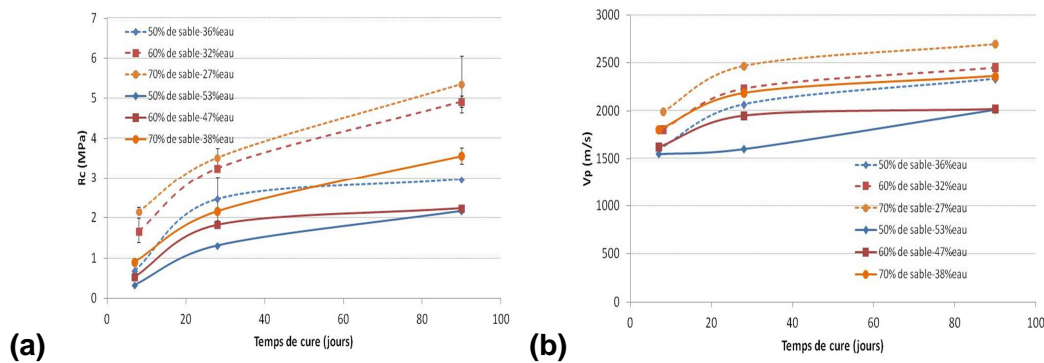 7
6
5
4
3
2
1
0
Rc (MPa)
50% de sable-36%eau
60% de sable-32%eau
70% de sable-27%eau
50% de sable-53%eau
60% de sable-47%eau
70% de sable-38%eau
0 20 40 60 80 100
Temps de cure (jours)
(a)
3000
2500
2000
1500
1000
500
0
Vp (m/s)
50% de sable-36%eau
60% de sable-32%eau
70% de sable-27%eau
50% de sable-53%eau
60% de sable-47%eau
70% de sable-38%eau
0 20 40 60 80 100
Temps de cure (jours)
(b)